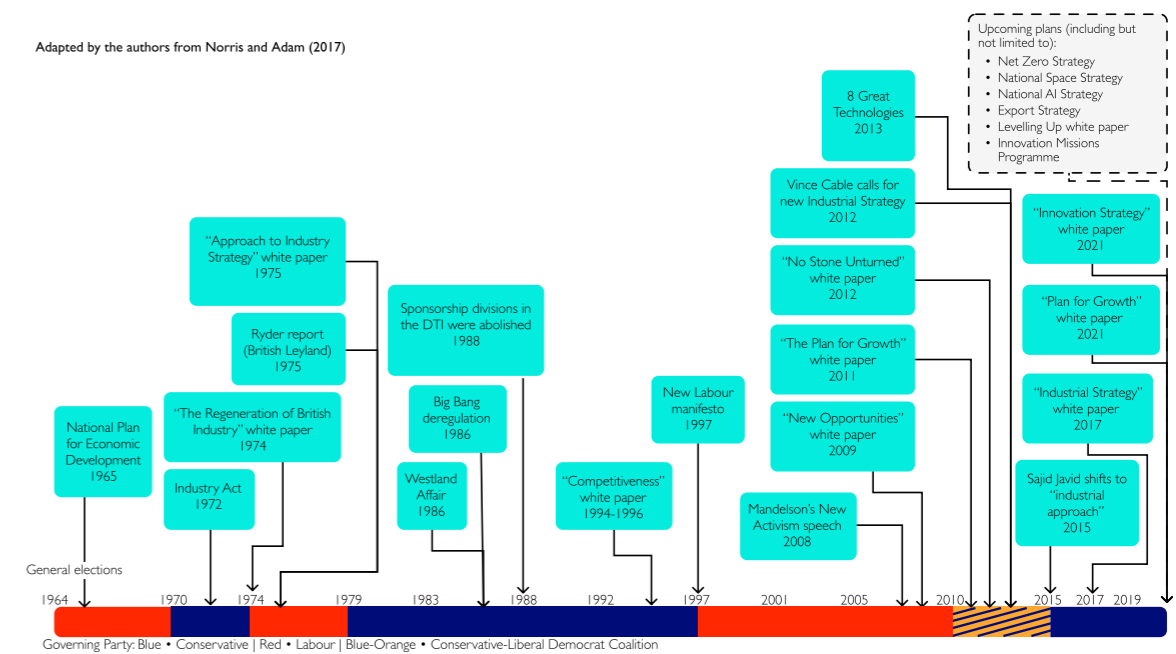 Adapted by the authors from Norris and Adam (2017)
Upcoming plans (including but
not limited to):
• Net Zero Strategy
• National Space Strategy
• National AI Strategy
• Export Strategy
• Levelling Up white paper
• Innovation Missions
Programme
8 Great
Technologies
2013
Vince Cable calls for
new Industrial Strategy
2012
"No Stone Unturned"
white paper
2012
"The Plan for Growth"
white paper
2011
"New Opportunities"
white paper
2009
Mandelson's New
Activism speech
2008
"Innovation Strategy"
white paper
2021
"Plan for Growth"
white paper
2021
"Industrial Strategy"
white paper
2017
Sajid Javid shifts to
"industrial
approach"
2015
"Approach to Industry
Strategy" white paper
1975
Ryder report
(British Leyland)
1975
"The Regeneration of British
Industry" white paper
1974
Industry Act
1972
National Plan
for Economic
Development
1965
Sponsorship divisions in
the DTI were abolished
1988
Big Bang
deregulation
1986
Westland
Affair
1986
"Competitiveness"
white paper
1994-1996
New Labour
manifesto
1997
General elections
1964 1970 1974 1979 1983 1988 1992 1997 2001 2005 2010 2015 2017 2019
Governing Party: Blue • Conservative | Red • Labour | Blue-Orange • Conservative-Liberal Democrat Coalition